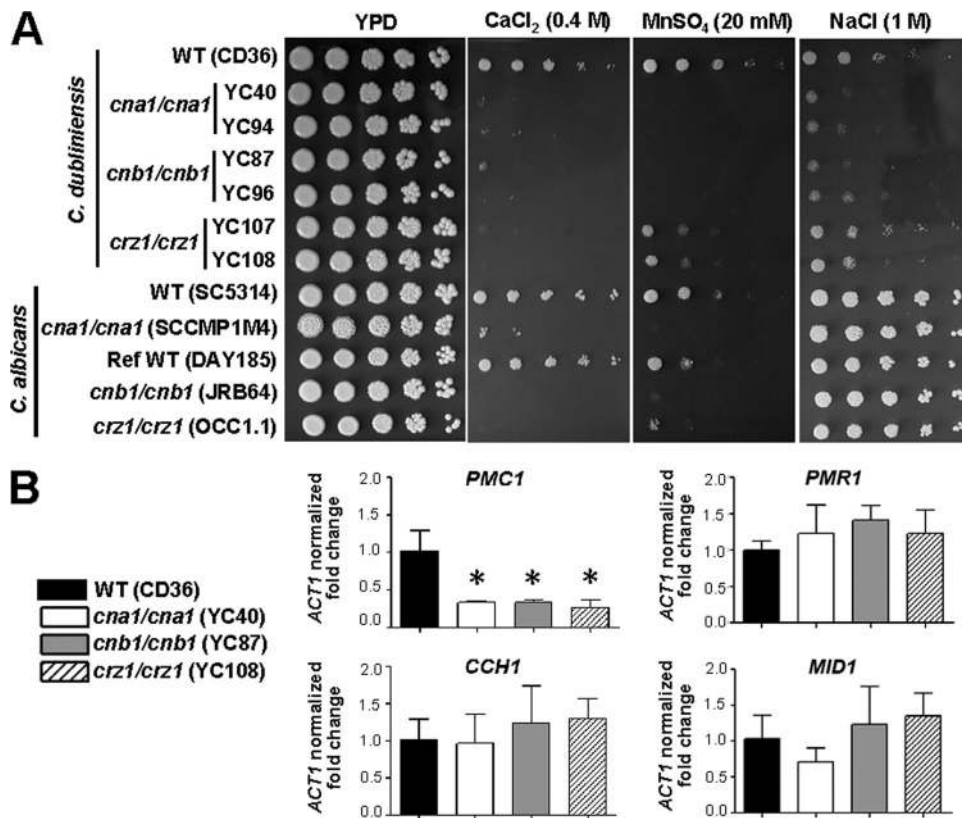 A
YPD
CaCl₂ (0.4 M)
MnSO₄ (20 mM)
NaCl (1 M)
C. dubliniensis
WT (CD36)
cna1/cna1
YC40
YC94
cnb1/cnb1
YC87
YC96
crz1/crz1
YC107
YC108
C. albicans
WT (SC5314)
cna1/cna1 (SCCMP1M4)
Ref WT (DAY185)
cnb1/cnb1 (JRB64)
crz1/crz1 (OCC1.1)
B
WT (CD36)
cna1/cna1 (YC40)
cnb1/cnb1 (YC87)
crz1/crz1 (YC108)
PMC1
ACT1 normalized
fold change
2.0
1.5
1.0
0.5
0.0
* * *
PMR1
ACT1 normalized
fold change
2.0
1.5
1.0
0.5
0.0
CCH1
ACT1 normalized
fold change
2.0
1.5
1.0
0.5
0.0
MID1
ACT1 normalized
fold change
2.0
1.5
1.0
0.5
0.0